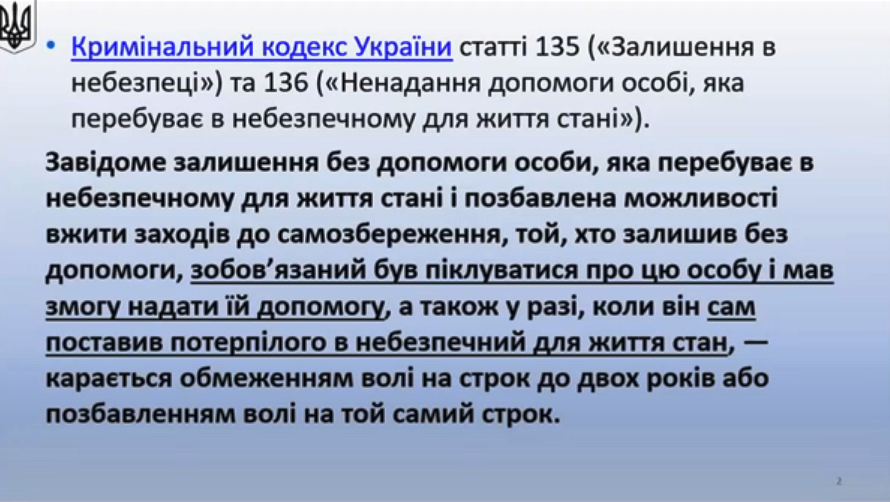 • Кримінальний кодекс України статті 135 («Залишення в
небезпеці») та 136 («Ненадання допомоги особі, яка
перебуває в небезпечному для життя стані»).
Завідоме залишення без допомоги особи, яка перебуває в
небезпечному для життя стані і позбавлена можливості
вжити заходів до самозбереження, той, хто залишив без
допомоги, зобов’язаний був піклуватися про цю особу і мав
змогу надати їй допомогу, а також у разі, коли він сам
поставив потерпілого в небезпечний для життя стан, —
карається обмеженням волі на строк до двох років або
позбавленням волі на той самий строк.
2